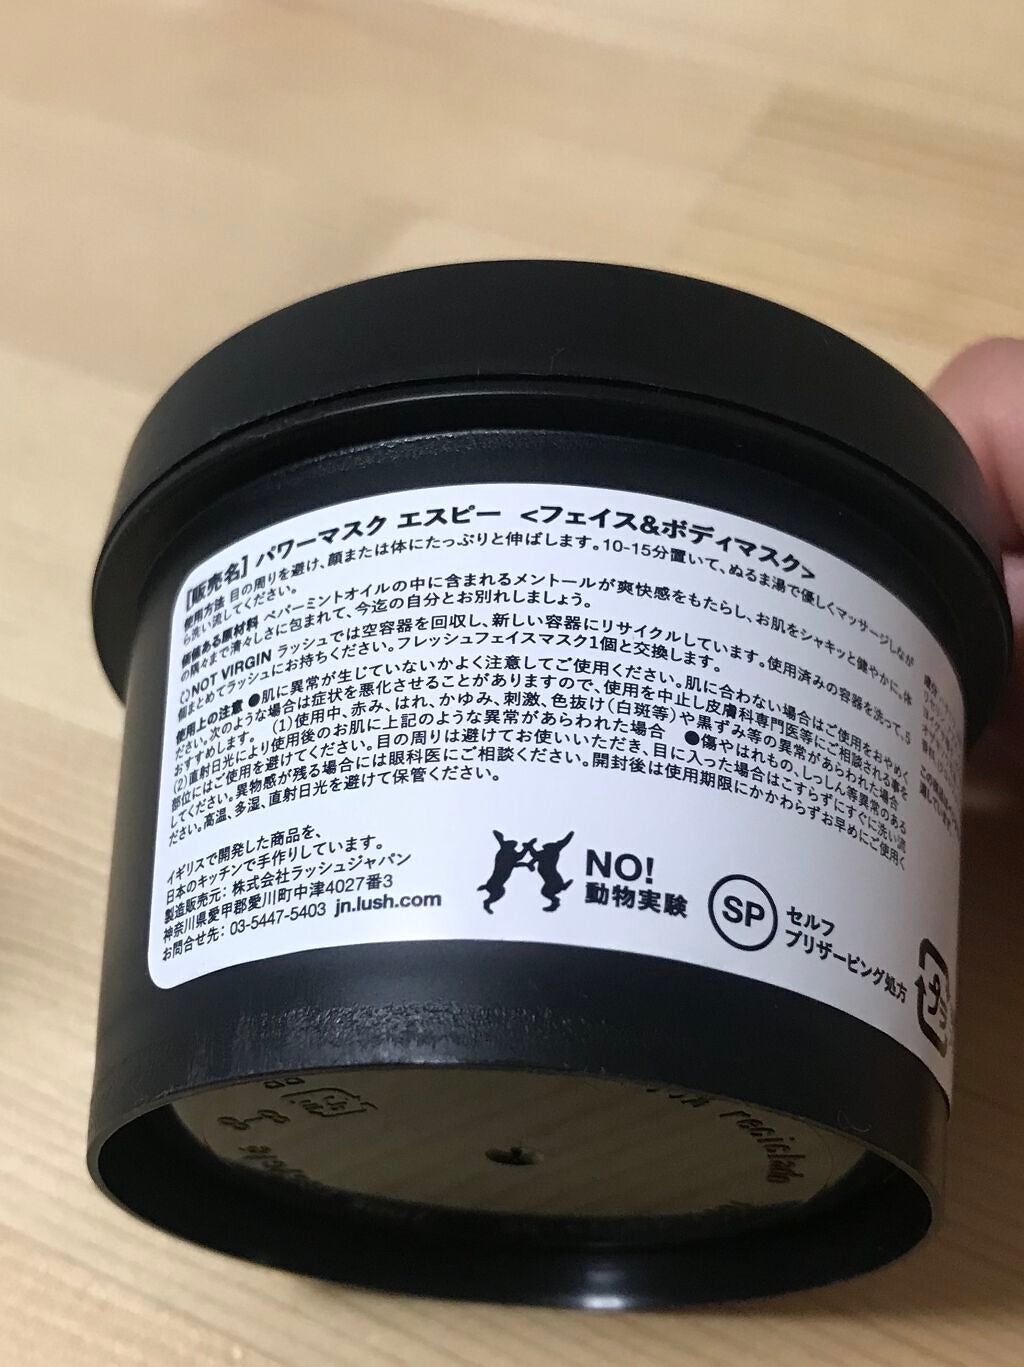 [販売名] パワーマスク エスピー <フェイス&ボディマスク>
使用方法 目の周りを避け、顔または体にたっぷりと伸ばします。10-15分置いて、ぬるま湯で優しくマッサージしなが
ら洗い流してください。
価値ある原材料 ペパーミントオイルの中に含まれるメントールが爽快感をもたらし、お肌をシャキッと健やかに。体
の隅々まで清々しさに包まれて、今迄の自分とお別れしましょう。
NOT VIRGIN ラッシュでは空容器を回収し、新しい容器にリサイクルしています。使用済みの容器を洗って、5
個まとめてラッシュにお持ちください。フレッシュフェイスマスク1個と交換します。
使用上の注意 ●肌に異常が生じていないかよく注意してご使用ください。肌に合わない場合はご使用をおやめく
ださい。次のような場合は症状を悪化させることがありますので、使用を中止し皮膚科専門医等にご相談される事を
おすすめします。 (1)使用中、赤み、はれ、かゆみ、刺激、色抜け(白斑等)や黒ずみ等の異常があらわれた場合
(2)直射日光により使用後のお肌に上記のような異常があらわれた場合 ●傷やはれもの、しっしん等異常のある
部位にはご使用を避けてください。目の周りは避けてお使いいただき、目に入った場合はこすらずにすぐに洗い流
してください。異物感が残る場合には眼科医にご相談ください。開封後は使用期限にかかわらずお早めにご使用く
ださい。高温、多湿、直射日光を避けて保管ください。
イギリスで開発した商品を、
日本のキッチンで手作りしています。
製造販売元: 株式会社ラッシュジャパン
神奈川県愛甲郡愛川町中津4027番3
お問合せ先: 03-5447-5403 jn.lush.com
NO!
動物実験
SP
セルフ
プリザービング処方
プラ